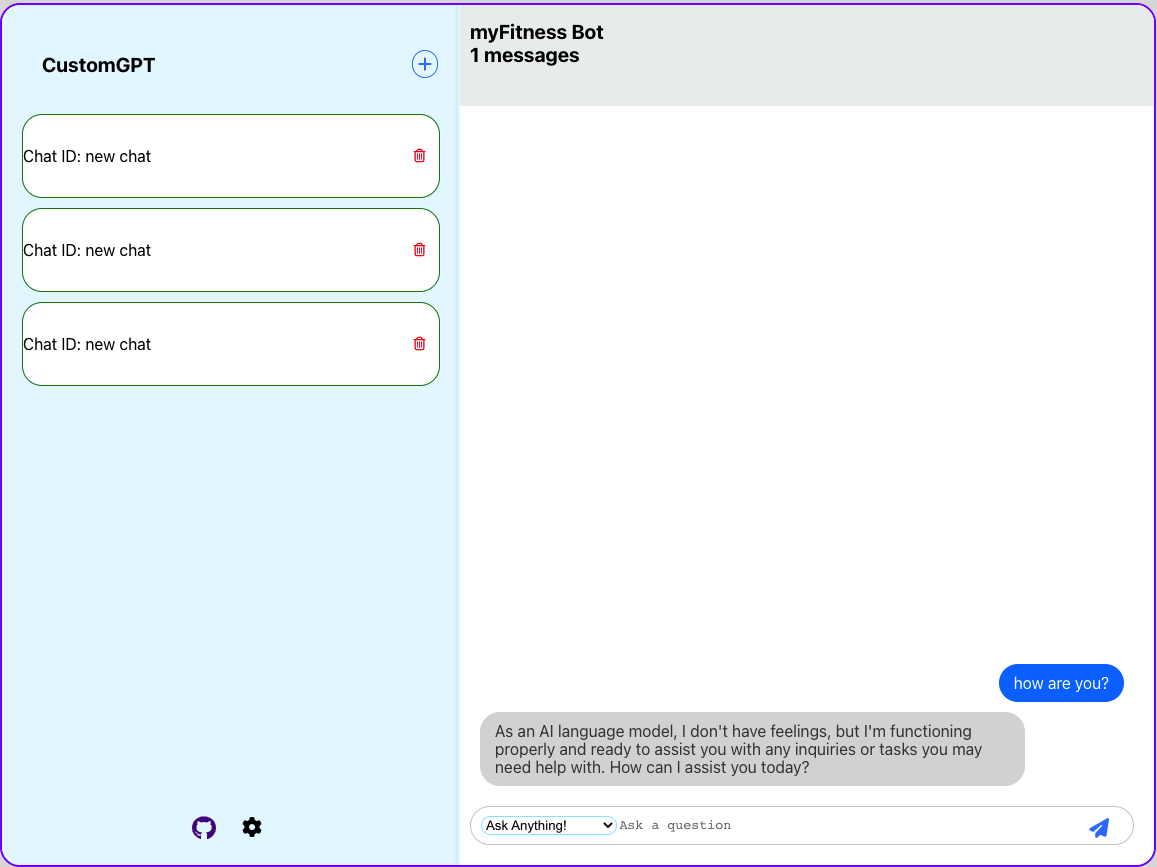 CustomGPT
Chat ID: new chat
Chat ID: new chat
Chat ID: new chat
myFitness Bot
1 messages
how are you?
As an AI language model, I don't have feelings, but I'm functioning
properly and ready to assist you with any inquiries or tasks you may
need help with. How can I assist you today?
Ask Anything! Ask a question